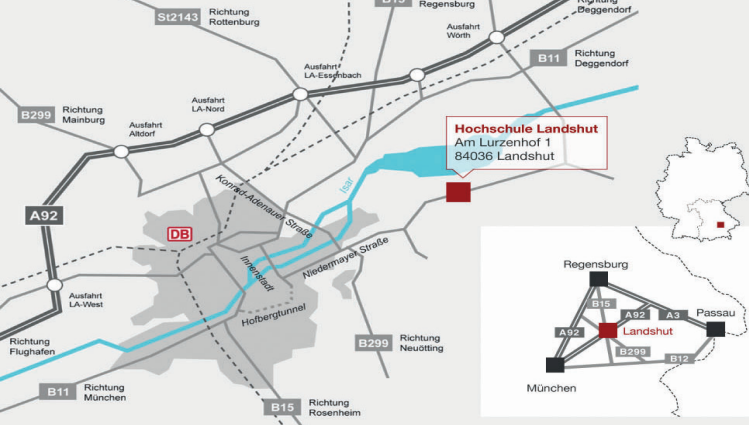 B15
Regensburg
Richtung
Deggendorf
St2143
Richtung
Rottenburg
Ausfahrt
Wörth
B11
Richtung
Deggendorf
Ausfahrt
LA-Essenbach
Ausfahrt
LA-Nord
B299
Richtung
Mainburg
Ausfahrt
Altdorf
Hochschule Landshut
Am Lurzenhof 1
84036 Landshut
Isar
Konrad-Adenauer Straße
A92
DB
Niedermayer Straße
Innenstadt
Ausfahrt
LA-West
Hofbergtunnel
Richtung
Flughafen
B299
Richtung
Neuötting
B11
Richtung
München
B15
Richtung
Rosenheim
Regensburg
B15
A92
A3
Passau
A92
Landshut
B299
B12
München